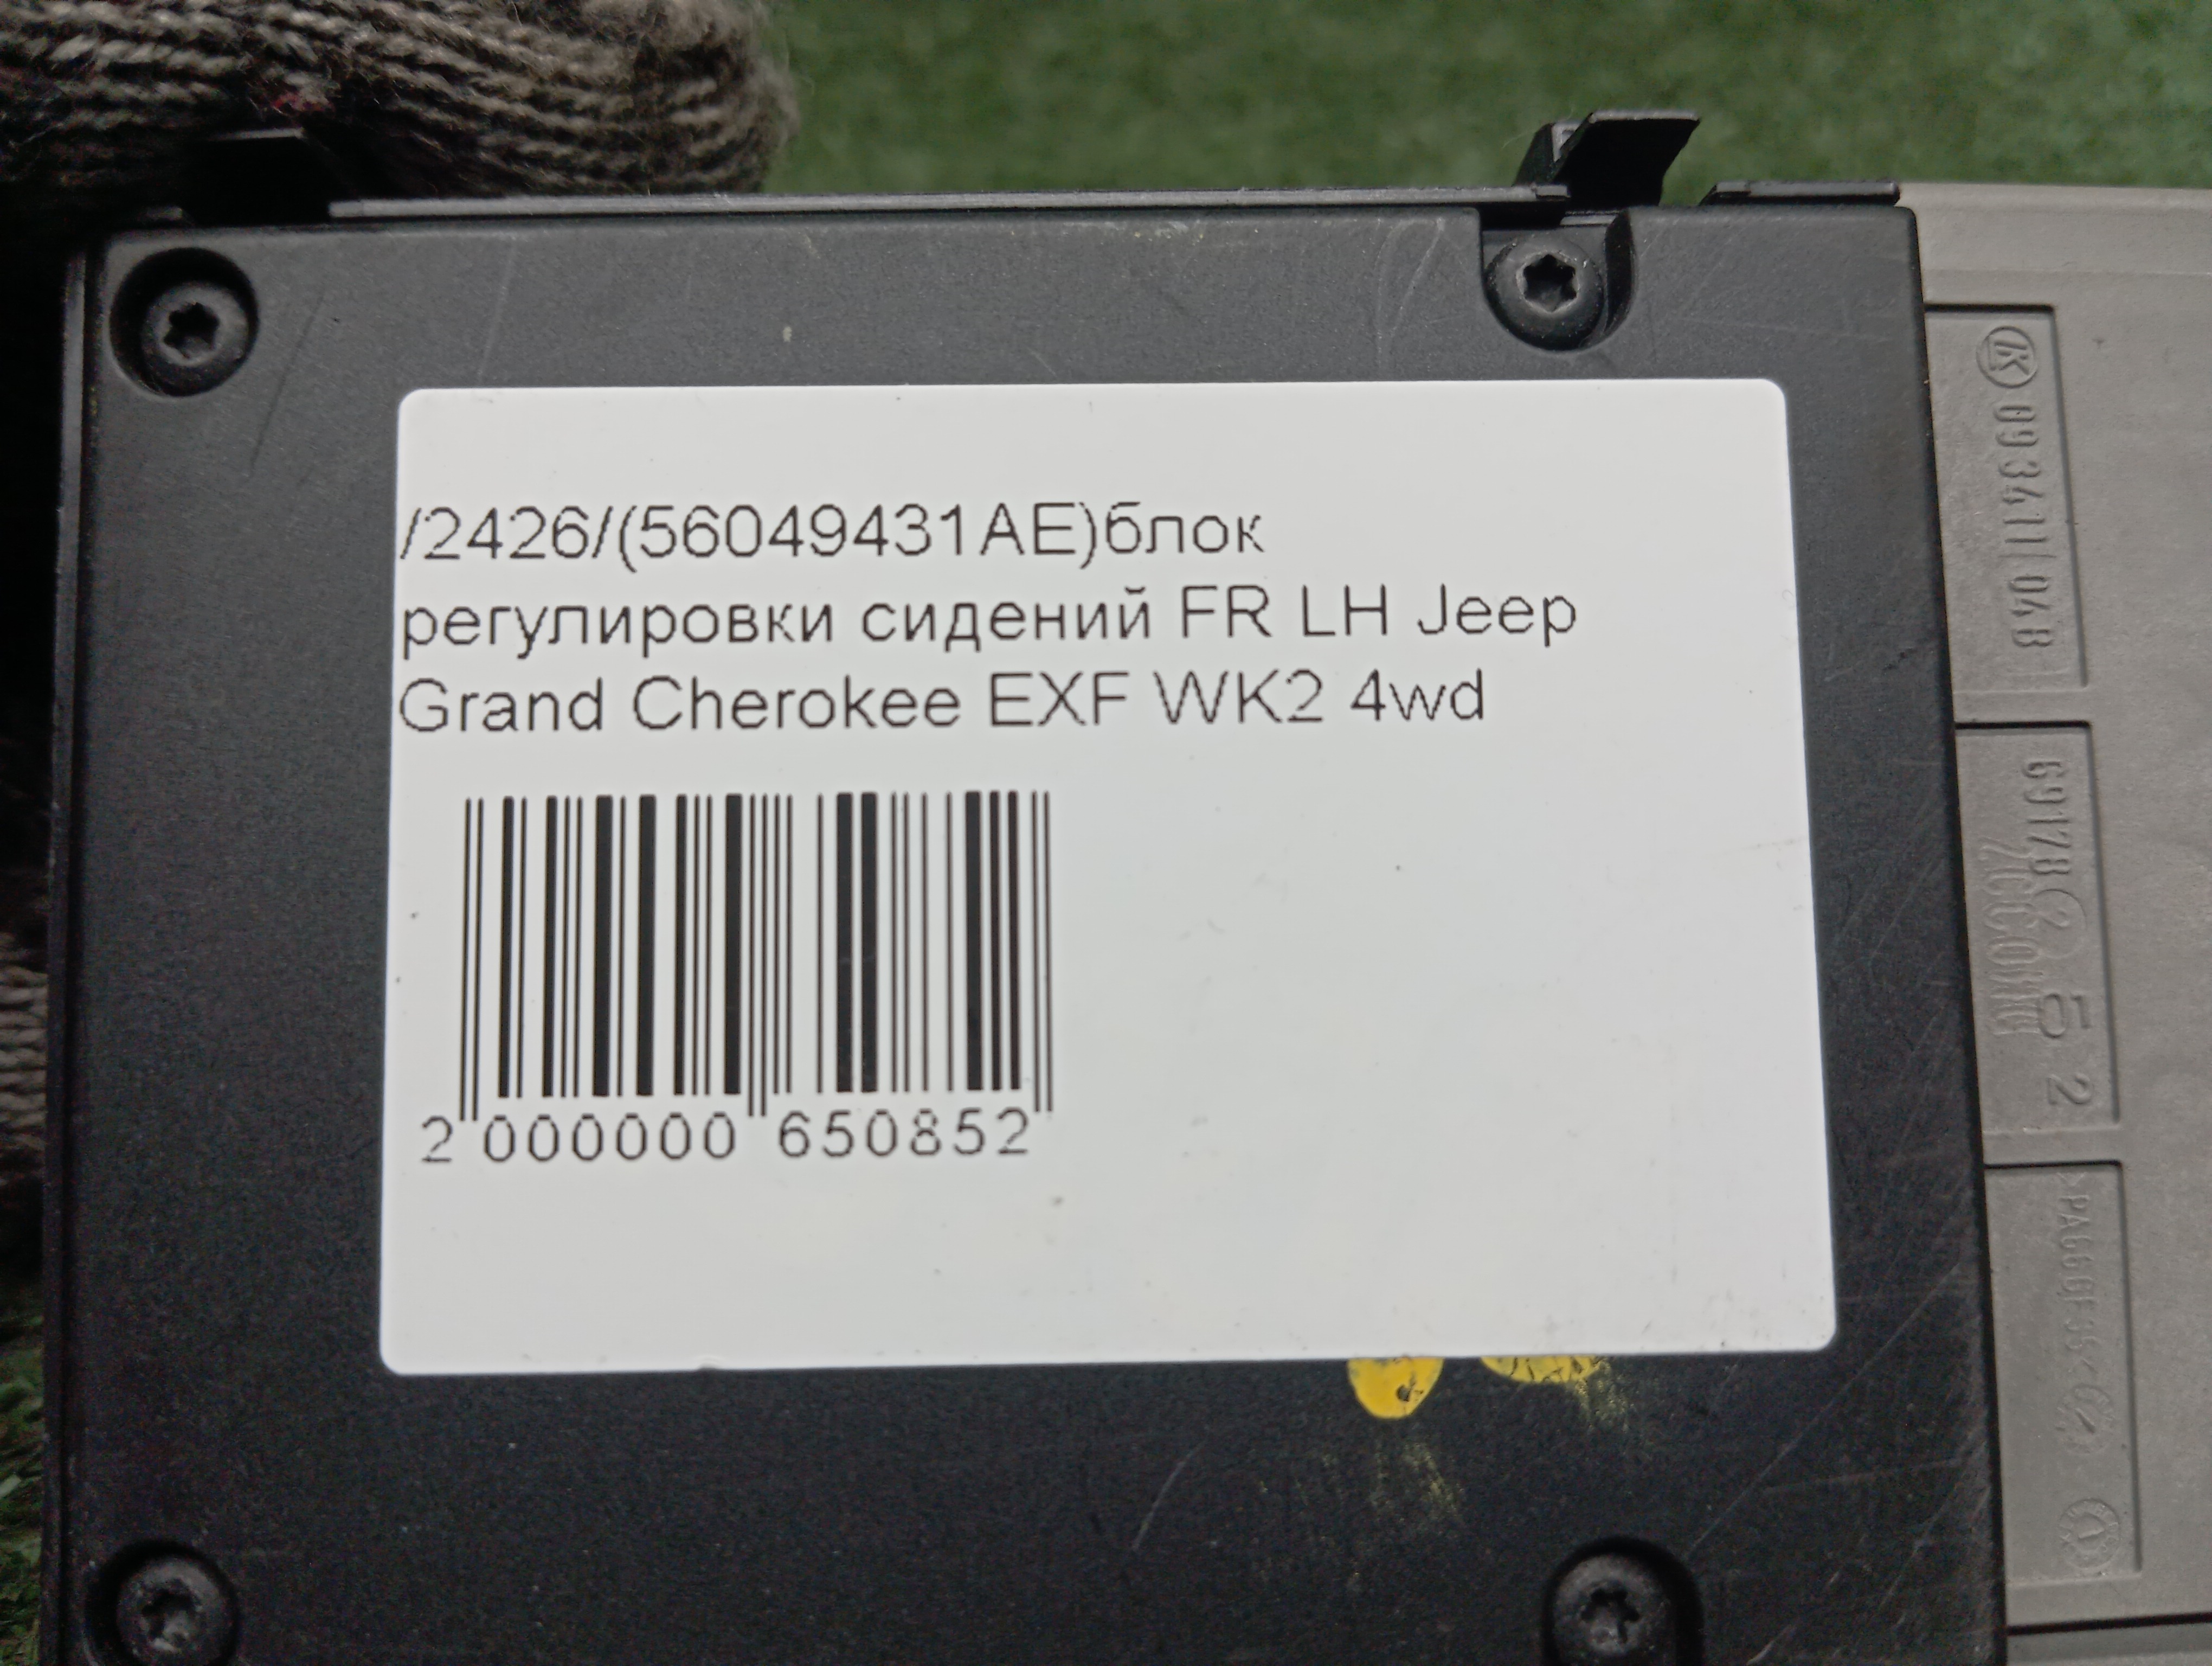 /2426/(56049431AE)блок
регулировки сидений FR LH Jeep
Grand Cherokee EXF WK2 4wd
2 000000 650852